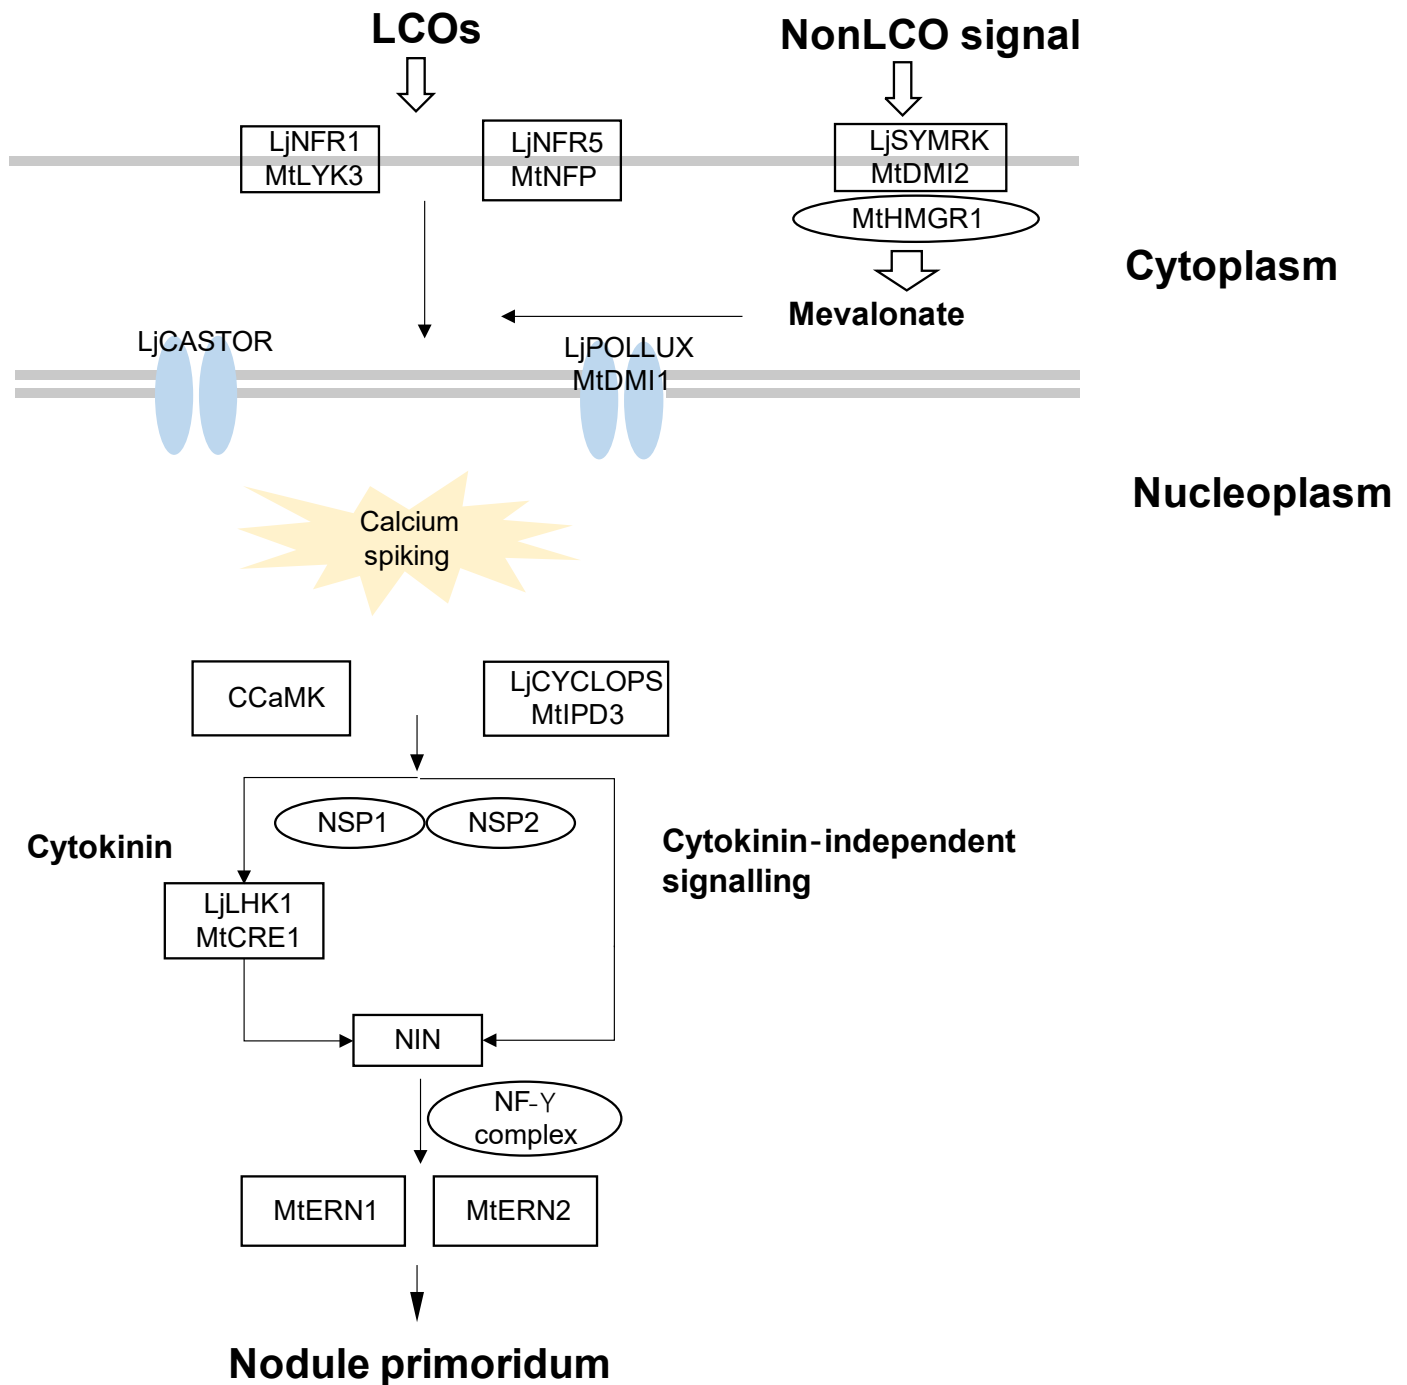 LCOs
NonLCO signal
LjNFR1
MtLYK3
LjNFR5
MtNFP
LjSYMRK
MtDMI2
MtHMGR1
Cytoplasm
Mevalonate
LjCASTOR
LjPOLLUX
MtDMI1
Nucleoplasm
Calcium
spiking
CCaMK
LjCYCLOPS
MtIPD3
NSP1
NSP2
Cytokinin
Cytokinin-independent
signalling
LjLHK1
MtCRE1
NIN
NF-Y
complex
MtERN1
MtERN2
Nodule primoridum